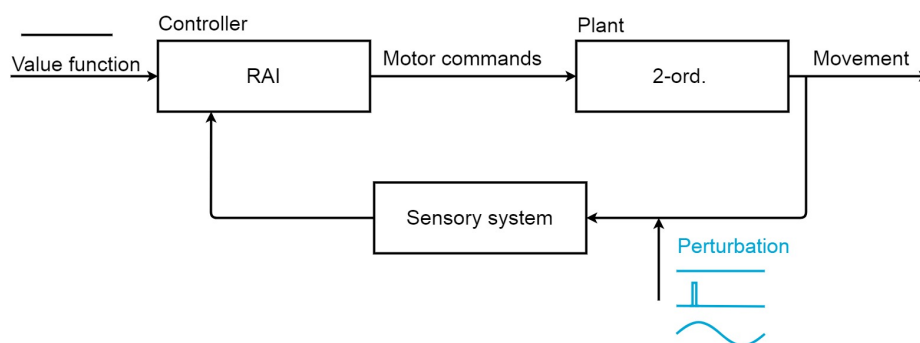 Controller
Plant
Value function
RAI
Motor commands
2-ord.
Movement
Sensory system
Perturbation